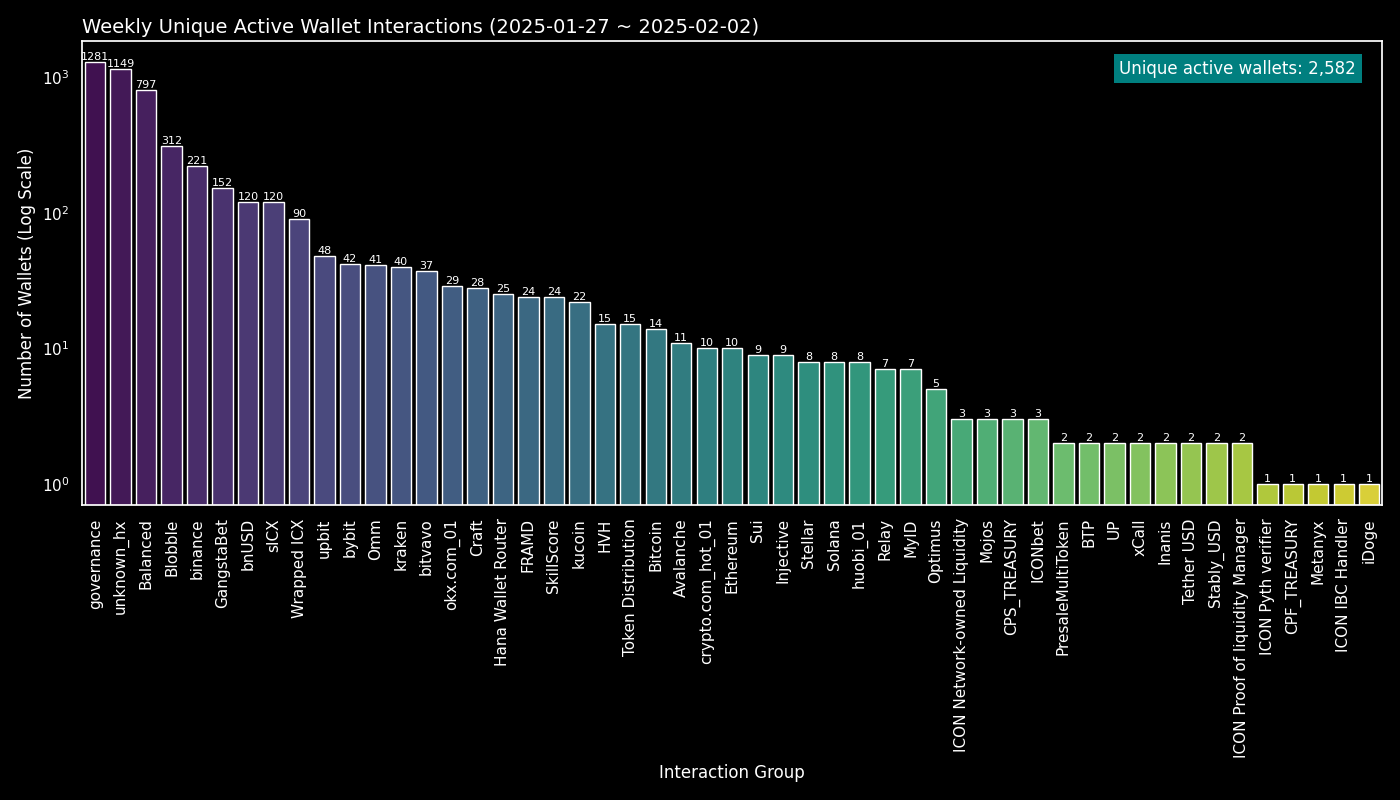 Weekly Unique Active Wallet Interactions (2025-01-27 ~ 2025-02-02)
Unique active wallets: 2,582
Number of Wallets (Log Scale)
10³
10²
10¹
10⁰
1281
1149
797
312
221
152
120
120
90
48
42
41
40
37
29
28
25
24
24
22
15
15
14
11
10
10
9
9
8
8
8
7
7
5
3
3
3
3
2
2
2
2
2
2
2
2
1
1
1
1
1
governance
unknown_hx
Balanced
Blobble
binance
GangstaBet
bnUSD
sICX
Wrapped ICX
upbit
bybit
Omm
kraken
bitvavo
okx.com_01
Craft
Hana Wallet Router
FRAMD
SkillScore
kucoin
HVH
Token Distribution
Bitcoin
Avalanche
crypto.com_hot_01
Ethereum
Sui
Injective
Stellar
Solana
huobi_01
Relay
MyID
Optimus
ICON Network-owned Liquidity
Mojos
CPS_TREASURY
ICONbet
PresaleMultiToken
BTP
UP
xCall
Inanis
Tether USD
Stably_USD
ICON Proof of liquidity Manager
ICON Pyth verifier
CPF_TREASURY
Metanyx
ICON IBC Handler
iDoge
Interaction Group